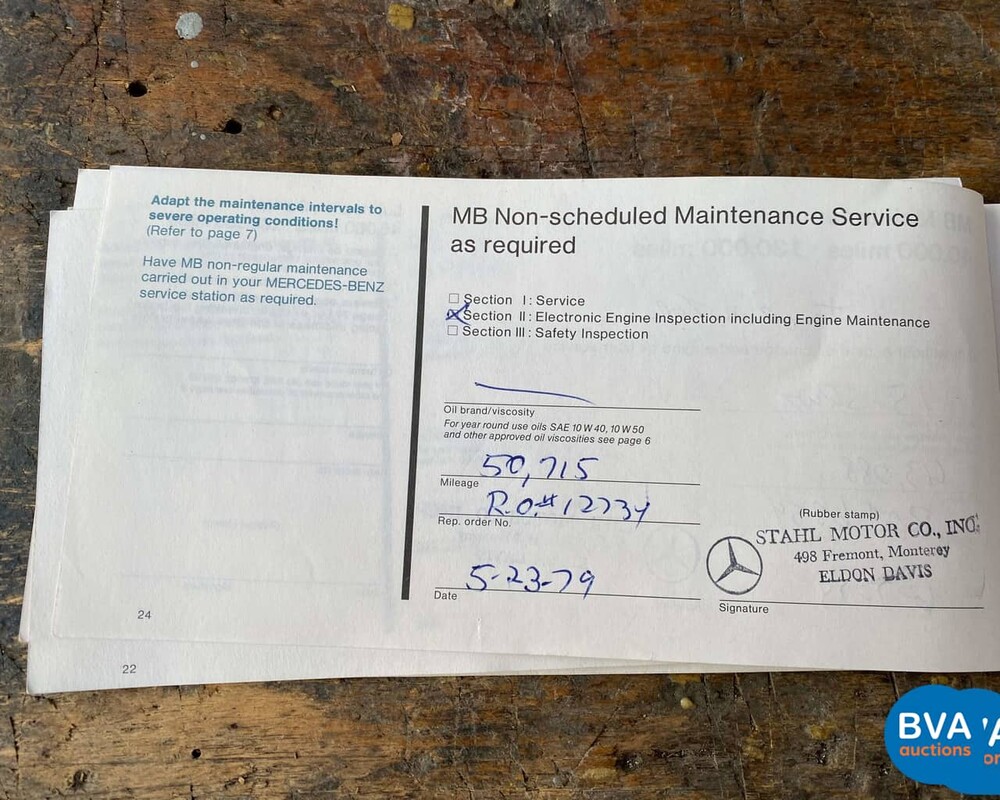 Adapt the maintenance intervals to
severe operating conditions!
(Refer to page 7)
Have MB non-regular maintenance
carried out in your MERCEDES-BENZ
service station as required.
24
22
MB Non-scheduled Maintenance Service
as required
Section I: Service
Section II: Electronic Engine Inspection including Engine Maintenance
Section III: Safety Inspection
Oil brand/viscosity
For year round use oils SAE 10 W 40, 10 W 50
and other approved oil viscosities see page 6
50,715
Mileage
R.O.# 12734
Rep. order No.
5-23-79
Date
(Rubber stamp)
STAHL MOTOR CO., INC.
498 Fremont, Monterey
ELDON DAVIS
Signature
BVA
auctions